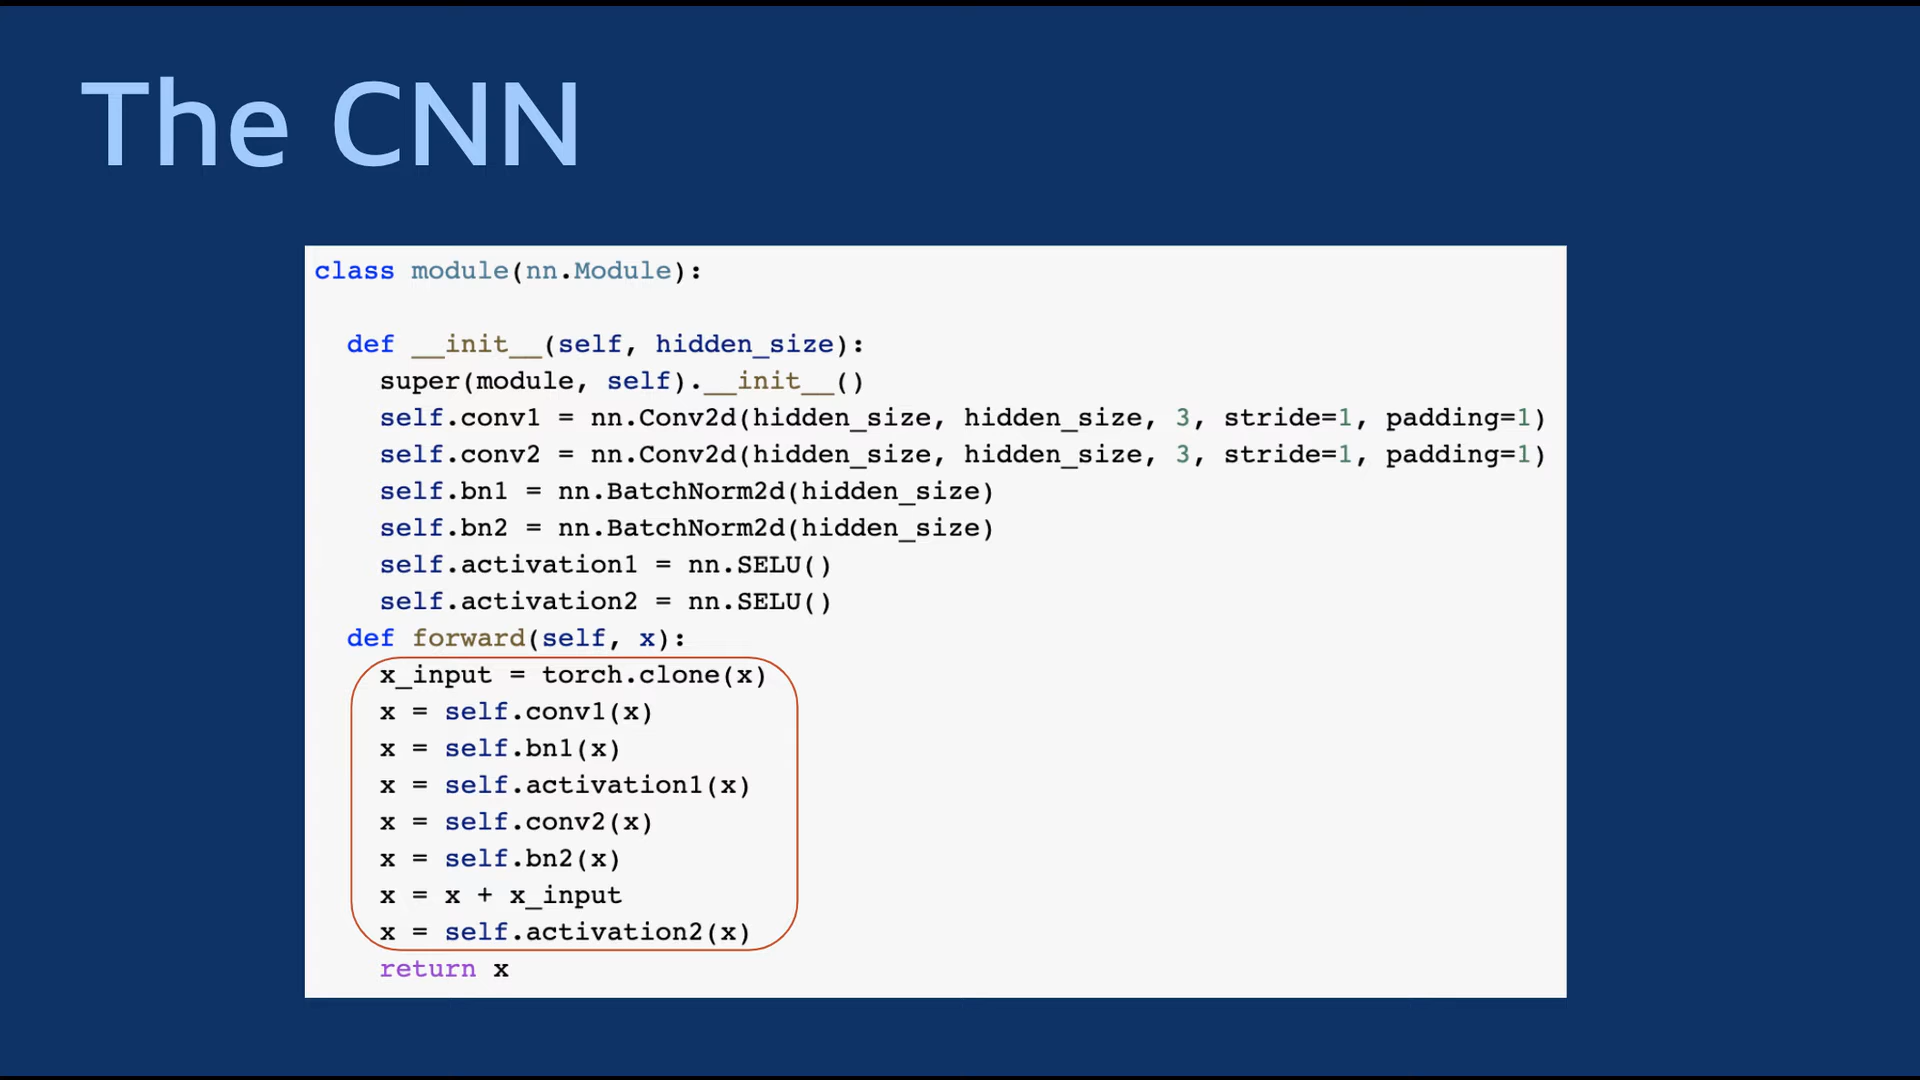 The CNN
class module(nn.Module):
def __init__(self, hidden_size):
super(module, self).__init__()
self.conv1 = nn.Conv2d(hidden_size, hidden_size, 3, stride=1, padding=1)
self.conv2 = nn.Conv2d(hidden_size, hidden_size, 3, stride=1, padding=1)
self.bn1 = nn.BatchNorm2d(hidden_size)
self.bn2 = nn.BatchNorm2d(hidden_size)
self.activation1 = nn.SELU()
self.activation2 = nn.SELU()
def forward(self, x):
x_input = torch.clone(x)
x = self.conv1(x)
x = self.bn1(x)
x = self.activation1(x)
x = self.conv2(x)
x = self.bn2(x)
x = x + x_input
x = self.activation2(x)
return x